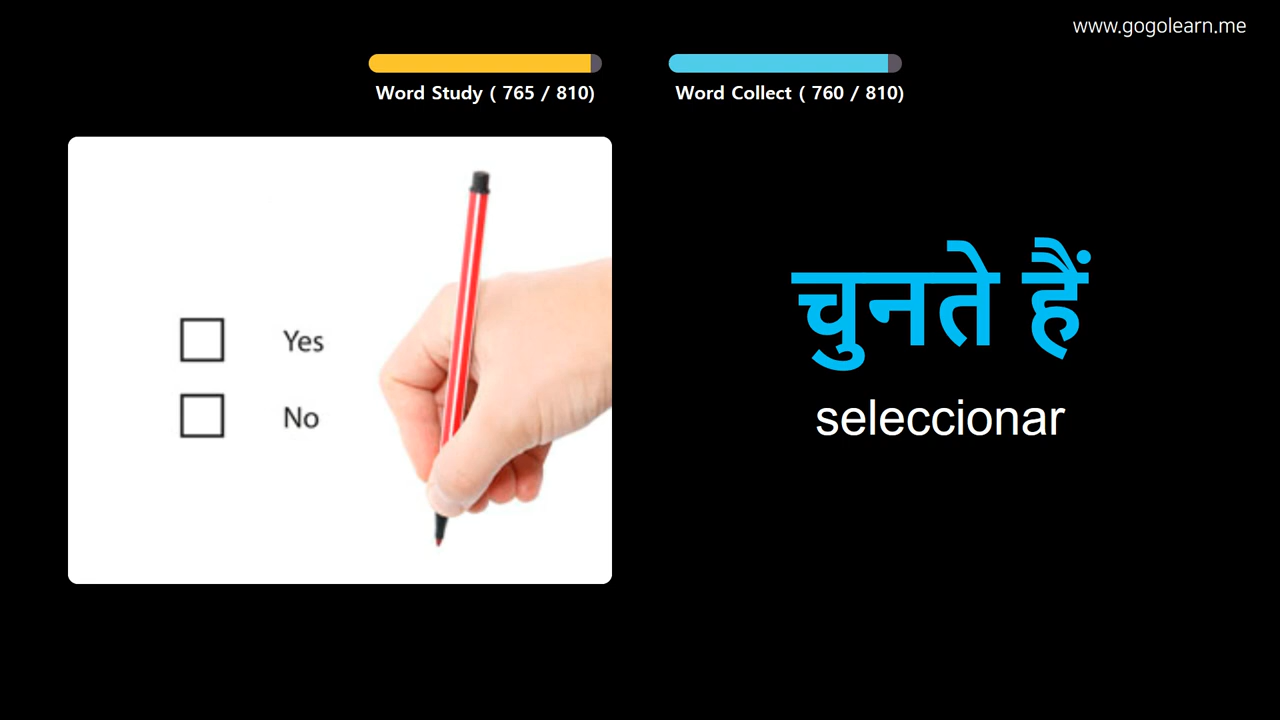 www.gogolearn.me
Word Study ( 765 / 810)
Word Collect ( 760 / 810)
Yes
No
चुनते हैं
seleccionar